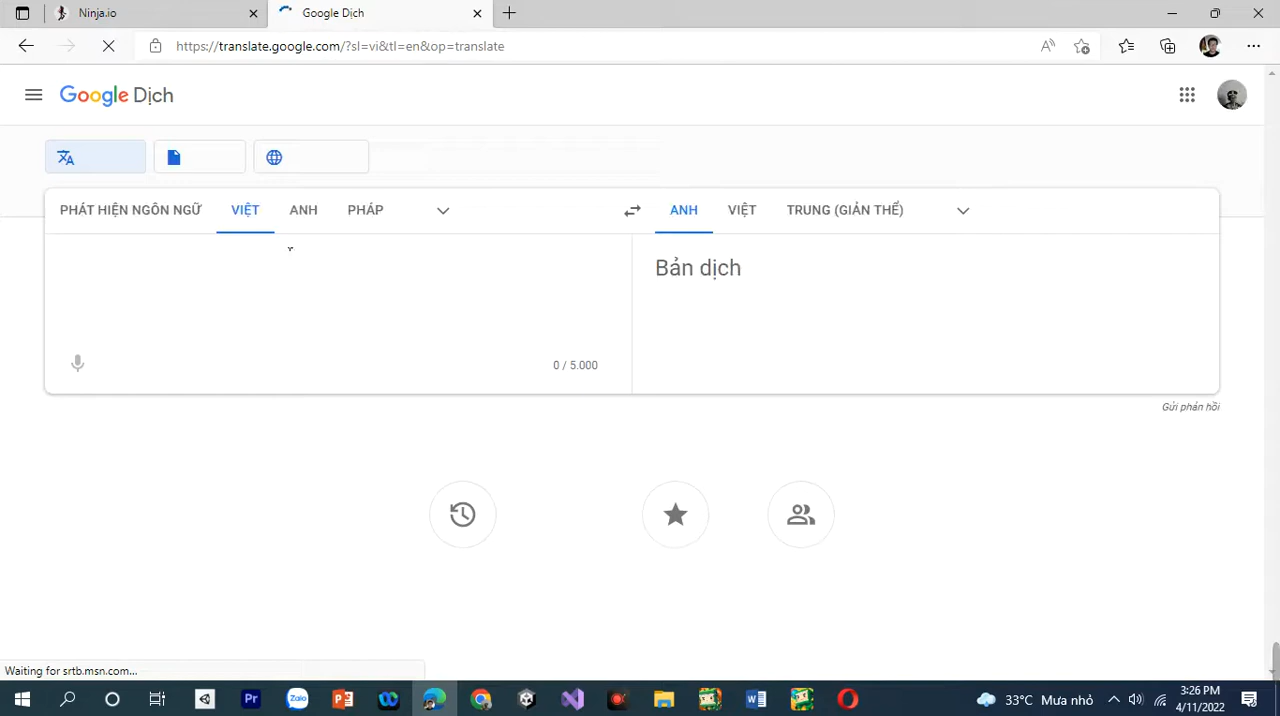 Ninja.io
Google Dịch
https://translate.google.com/?sl=vi&tl=en&op=translate
Google Dịch
PHÁT HIỆN NGÔN NGỮ VIỆT ANH PHÁP
ANH VIỆT TRUNG (GIẢN THỂ)
Bản dịch
0 / 5.000
Gửi phản hồi
Waiting for srtb.msn.com...
Pr
Zalo
33°C Mưa nhỏ
3:26 PM
4/11/2022